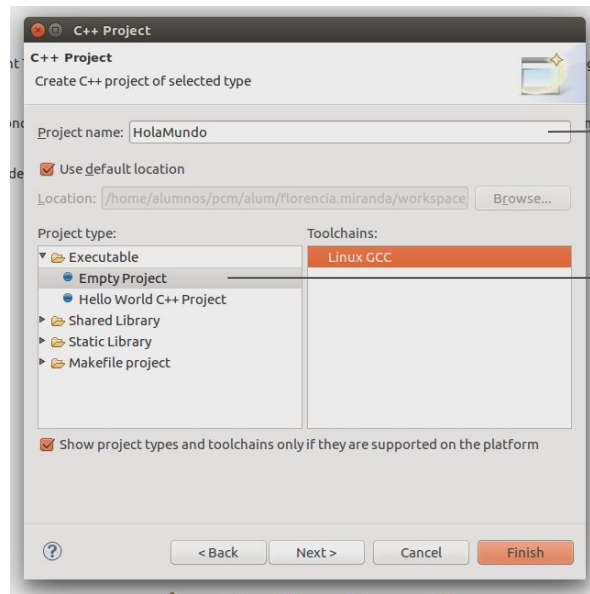 C++ Project
C++ Project
Create C++ project of selected type
Project name: HolaMundo
Use default location
Location: /home/alumnos/pcm/alum/florencia.miranda/workspace Browse...
Project type: Toolchains:
Executable Linux GCC
Empty Project
Hello World C++ Project
Shared Library
Static Library
Makefile project
Show project types and toolchains only if they are supported on the platform
< Back Next > Cancel Finish